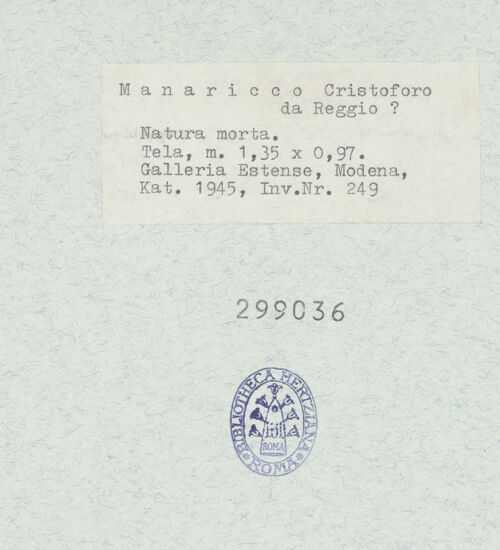 Manaricco Cristoforo
da Reggio ?
Natura morta.
Tela, m. 1,35 x 0,97.
Galleria Estense, Modena,
Kat. 1945, Inv.Nr. 249
299036
BIBLIOTHECA HERTZIANA
ROMA
* ROMA *